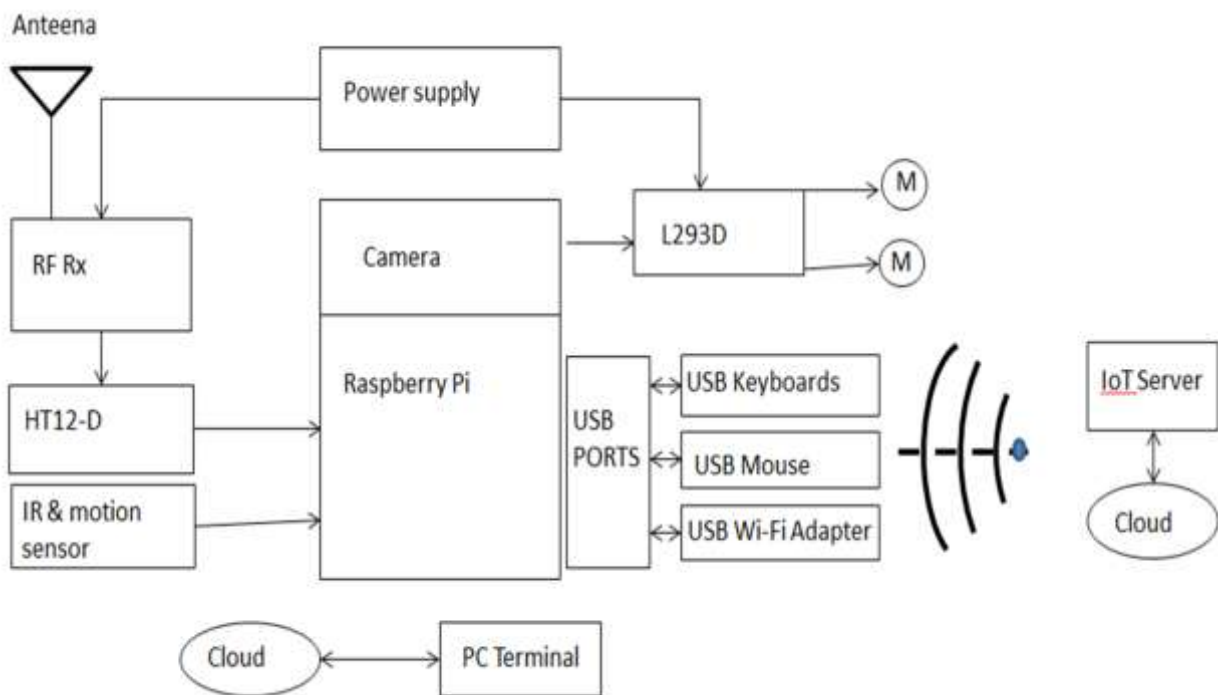 Anteena
Power supply
M
L293D
M
RF Rx
Camera
Raspberry Pi
HT12-D
IR & motion
sensor
USB
PORTS
USB Keyboards
USB Mouse
USB Wi-Fi Adapter
IoT Server
Cloud
Cloud
PC Terminal